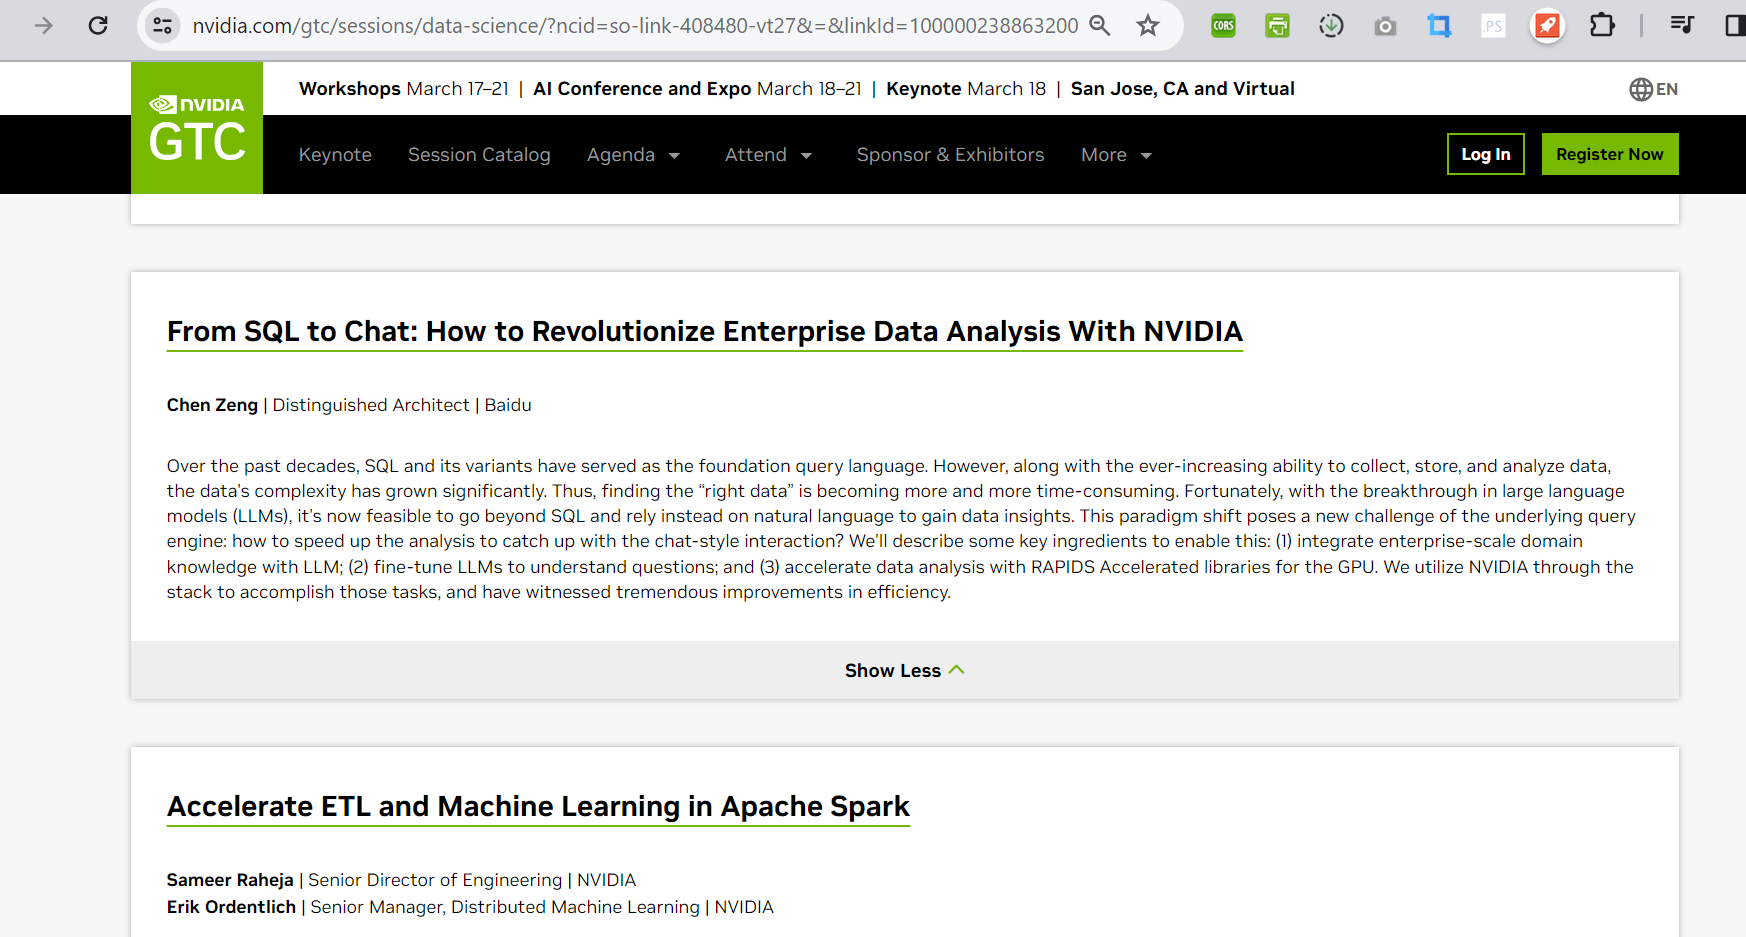 nvidia.com/gtc/sessions/data-science/?ncid=so-link-408480-vt27&=&linkId=100000238863200
CORS
PS
Workshops March 17–21 | AI Conference and Expo March 18–21 | Keynote March 18 | San Jose, CA and Virtual
EN
NVIDIA
GTC
Keynote Session Catalog Agenda Attend Sponsor & Exhibitors More Log In Register Now
From SQL to Chat: How to Revolutionize Enterprise Data Analysis With NVIDIA
Chen Zeng | Distinguished Architect | Baidu
Over the past decades, SQL and its variants have served as the foundation query language. However, along with the ever-increasing ability to collect, store, and analyze data,
the data's complexity has grown significantly. Thus, finding the “right data” is becoming more and more time-consuming. Fortunately, with the breakthrough in large language
models (LLMs), it's now feasible to go beyond SQL and rely instead on natural language to gain data insights. This paradigm shift poses a new challenge of the underlying query
engine: how to speed up the analysis to catch up with the chat-style interaction? We'll describe some key ingredients to enable this: (1) integrate enterprise-scale domain
knowledge with LLM; (2) fine-tune LLMs to understand questions; and (3) accelerate data analysis with RAPIDS Accelerated libraries for the GPU. We utilize NVIDIA through the
stack to accomplish those tasks, and have witnessed tremendous improvements in efficiency.
Show Less
Accelerate ETL and Machine Learning in Apache Spark
Sameer Raheja | Senior Director of Engineering | NVIDIA
Erik Ordentlich | Senior Manager, Distributed Machine Learning | NVIDIA